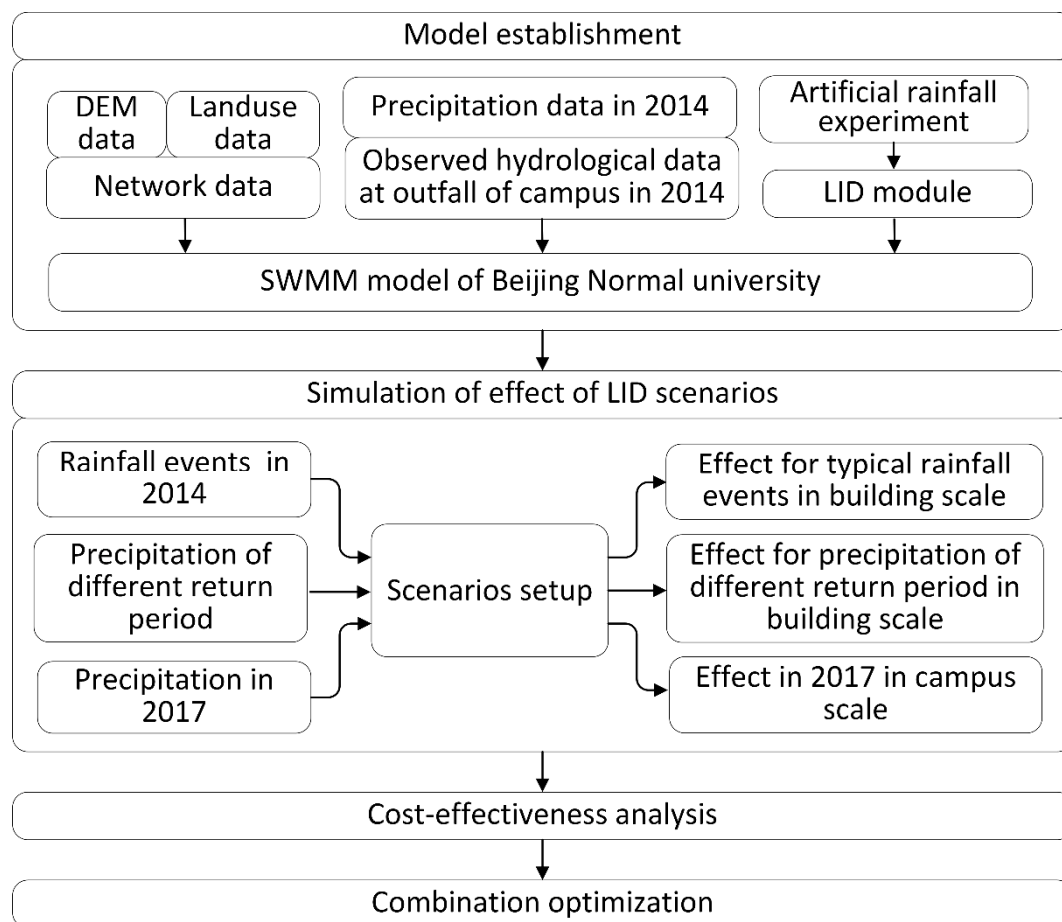 Model establishment
DEM
data
Landuse
data
Network data
Precipitation data in 2014
Observed hydrological data
at outfall of campus in 2014
Artificial rainfall
experiment
LID module
SWMM model of Beijing Normal university
Simulation of effect of LID scenarios
Rainfall events in
2014
Precipitation of
different return
period
Precipitation in
2017
Scenarios setup
Effect for typical rainfall
events in building scale
Effect for precipitation of
different return period in
building scale
Effect in 2017 in campus
scale
Cost-effectiveness analysis
Combination optimization